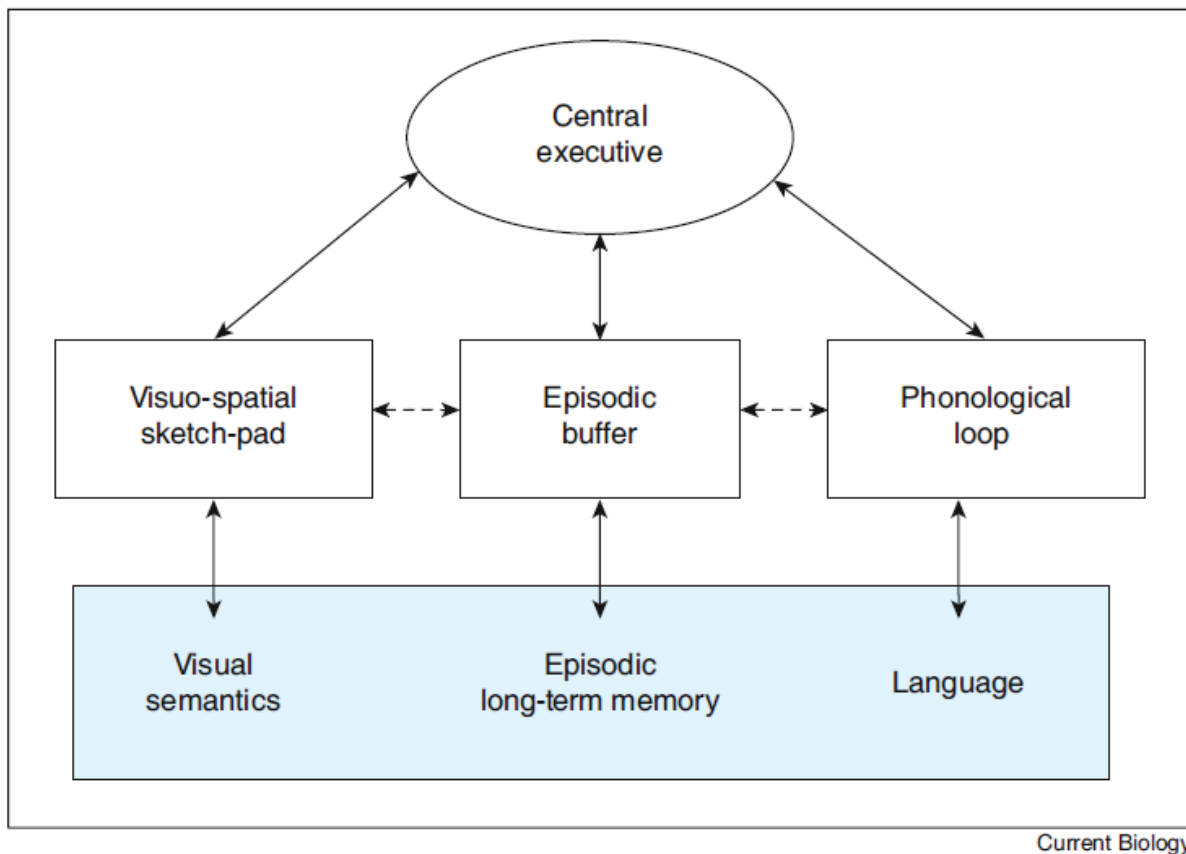 Central
executive
Visuo-spatial
sketch-pad
Episodic
buffer
Phonological
loop
Visual
semantics
Episodic
long-term memory
Language
Current Biology